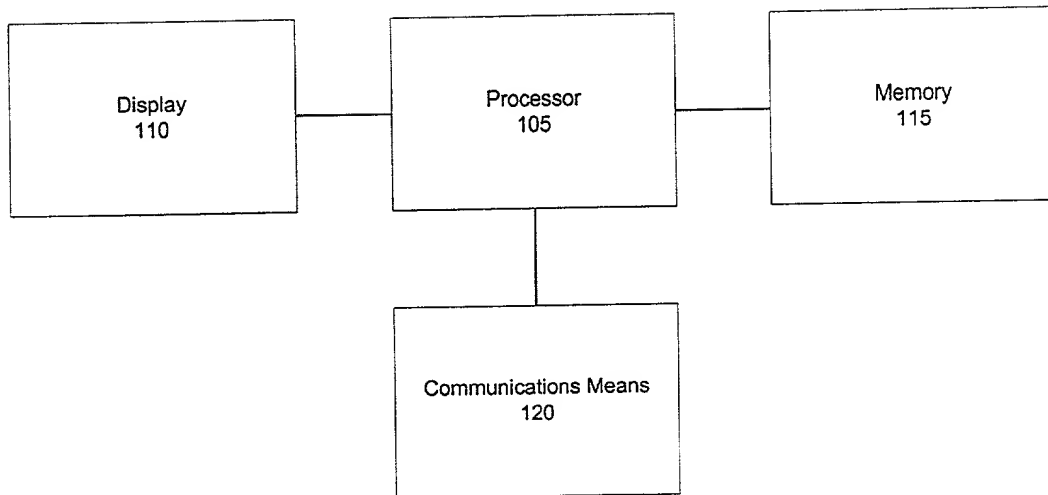 Display
110
Processor
105
Memory
115
Communications Means
120